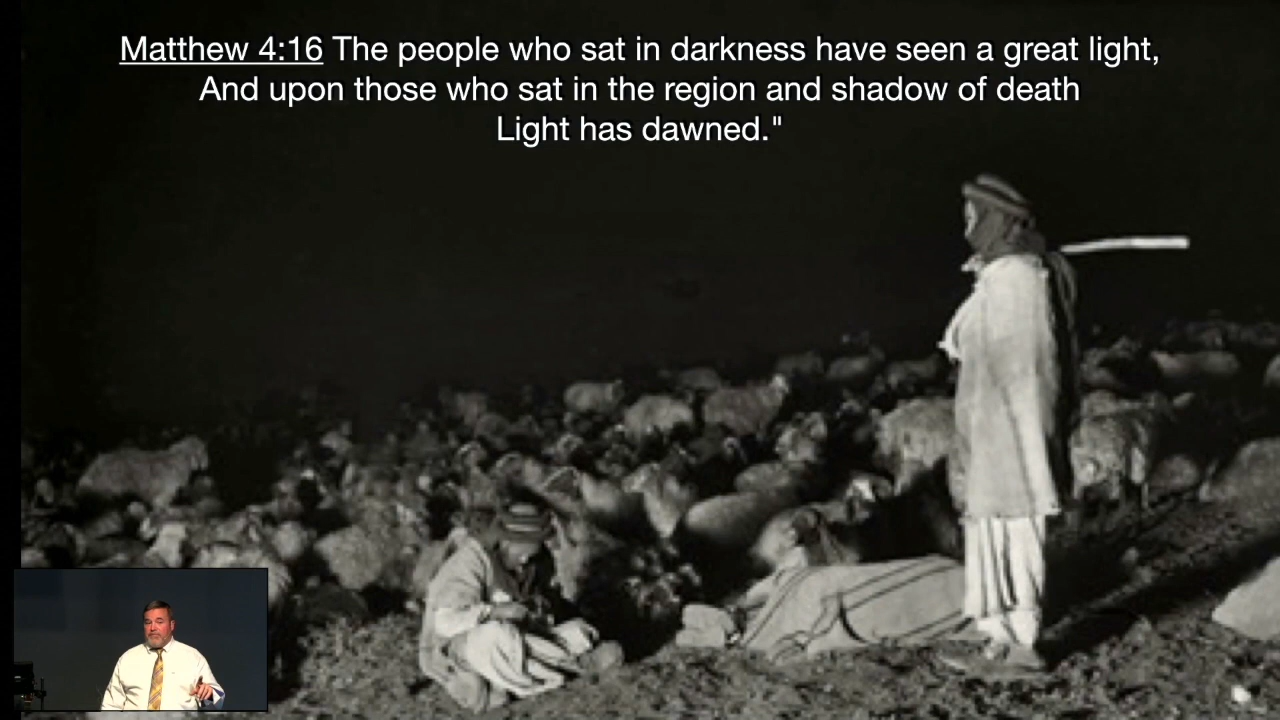 Matthew 4:16 The people who sat in darkness have seen a great light,
And upon those who sat in the region and shadow of death
Light has dawned."